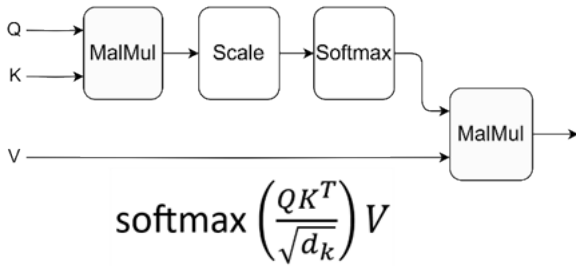 Q
K
MalMul
Scale
Softmax
V
MalMul
softmax (QK^T / √d_k) V